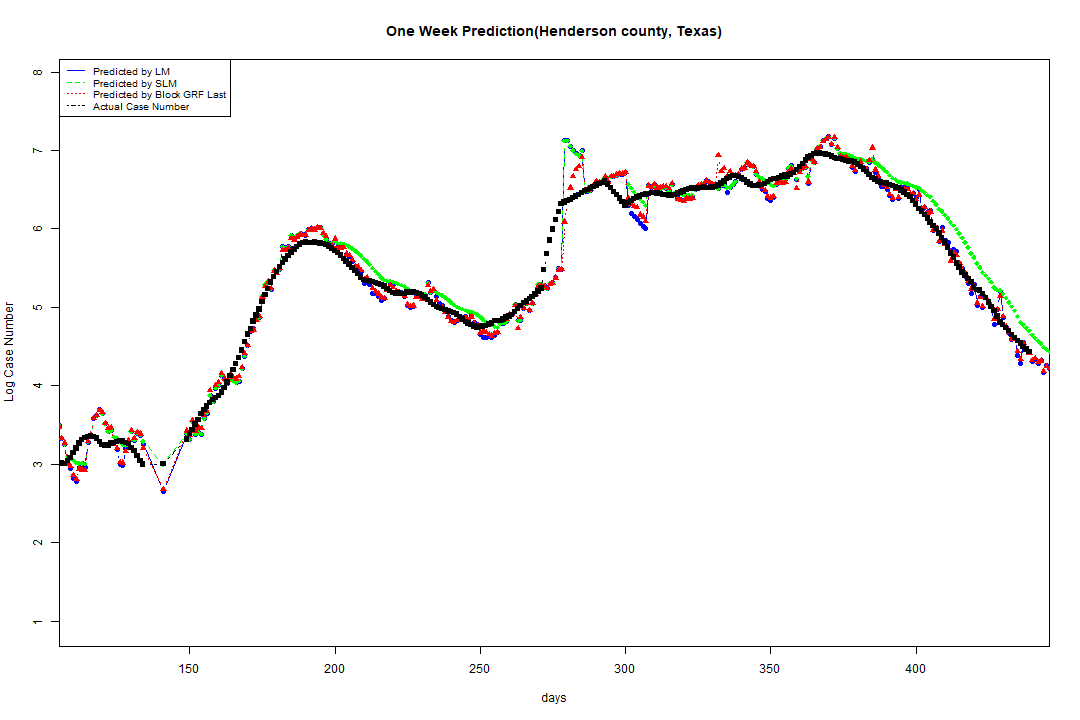 One Week Prediction(Henderson county, Texas)
Predicted by LM
Predicted by SLM
Predicted by Block GRF Last
Actual Case Number
8
7
6
5
4
3
2
1
Log Case Number
150 200 250 300 350 400
days